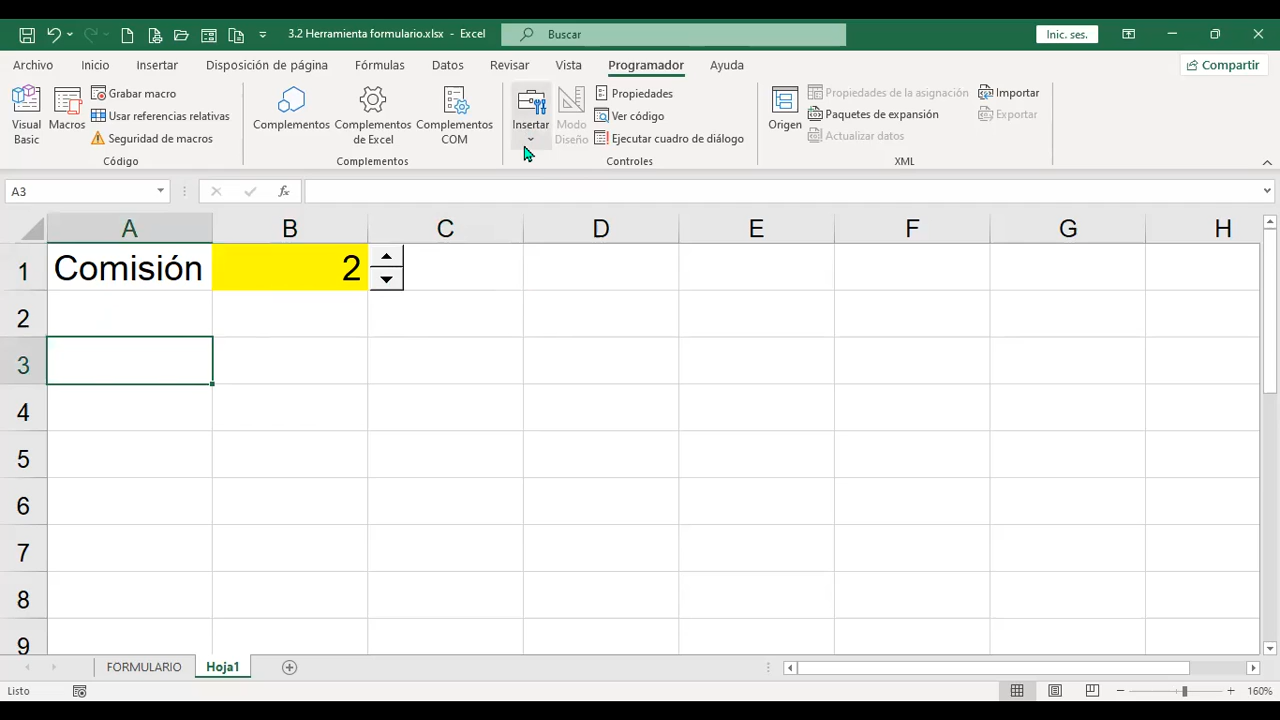 3.2 Herramienta formulario.xlsx - Excel
Buscar
Inic. ses.
Archivo Inicio Insertar Disposición de página Fórmulas Datos Revisar Vista Programador Ayuda Compartir
Visual Basic
Macros
Grabar macro
Usar referencias relativas
Seguridad de macros
Código
Complementos
Complementos de Excel
Complementos COM
Complementos
Insertar
Modo Diseño
Propiedades
Ver código
Ejecutar cuadro de diálogo
Controles
Origen
Propiedades de la asignación
Paquetes de expansión
Actualizar datos
Importar
Exportar
XML
A3
fx
A B C D E F G H
1 Comisión 2
2
3
4
5
6
7
8
9
FORMULARIO Hoja1
Listo 160%